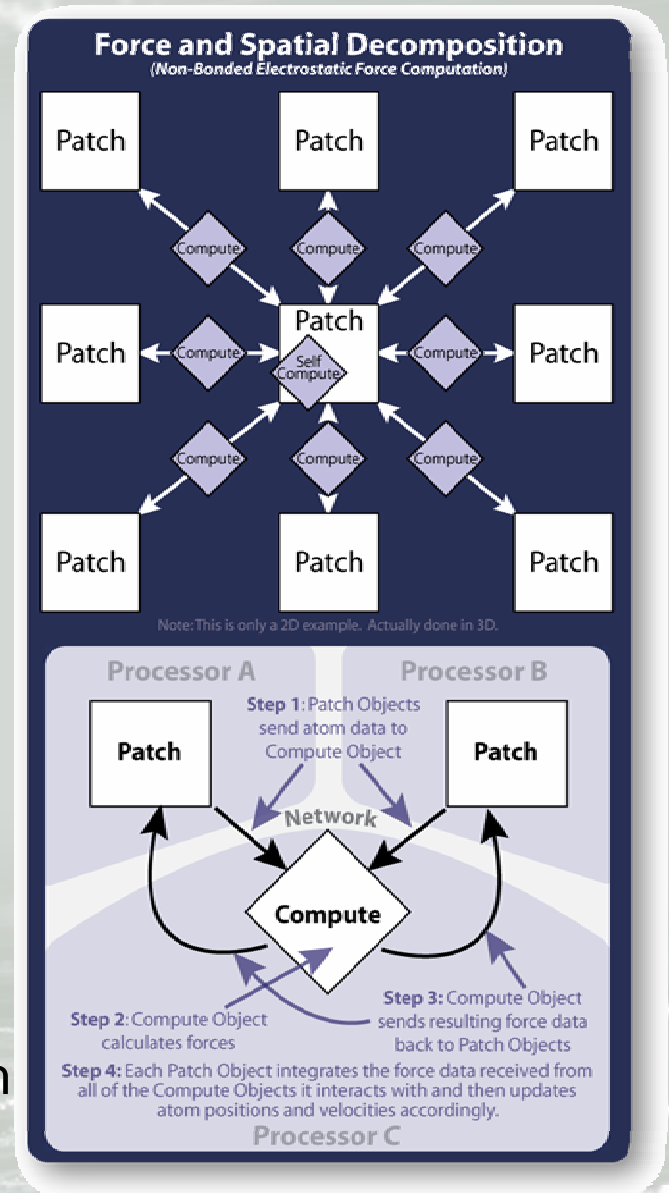 Force and Spatial Decomposition
(Non-Bonded Electrostatic Force Computation)
Patch
Patch
Patch
Compute
Compute
Compute
Patch
Compute
Patch
Self
Compute
Compute
Patch
Compute
Compute
Compute
Patch
Patch
Patch
Note: This is only a 2D example. Actually done in 3D.
Processor A
Processor B
Step 1: Patch Objects
send atom data to
Compute Object
Patch
Patch
Network
Compute
Step 2: Compute Object
calculates forces
Step 3: Compute Object
sends resulting force data
back to Patch Objects
Step 4: Each Patch Object integrates the force data received from
all of the Compute Objects it interacts with and then updates
atom positions and velocities accordingly.
Processor C